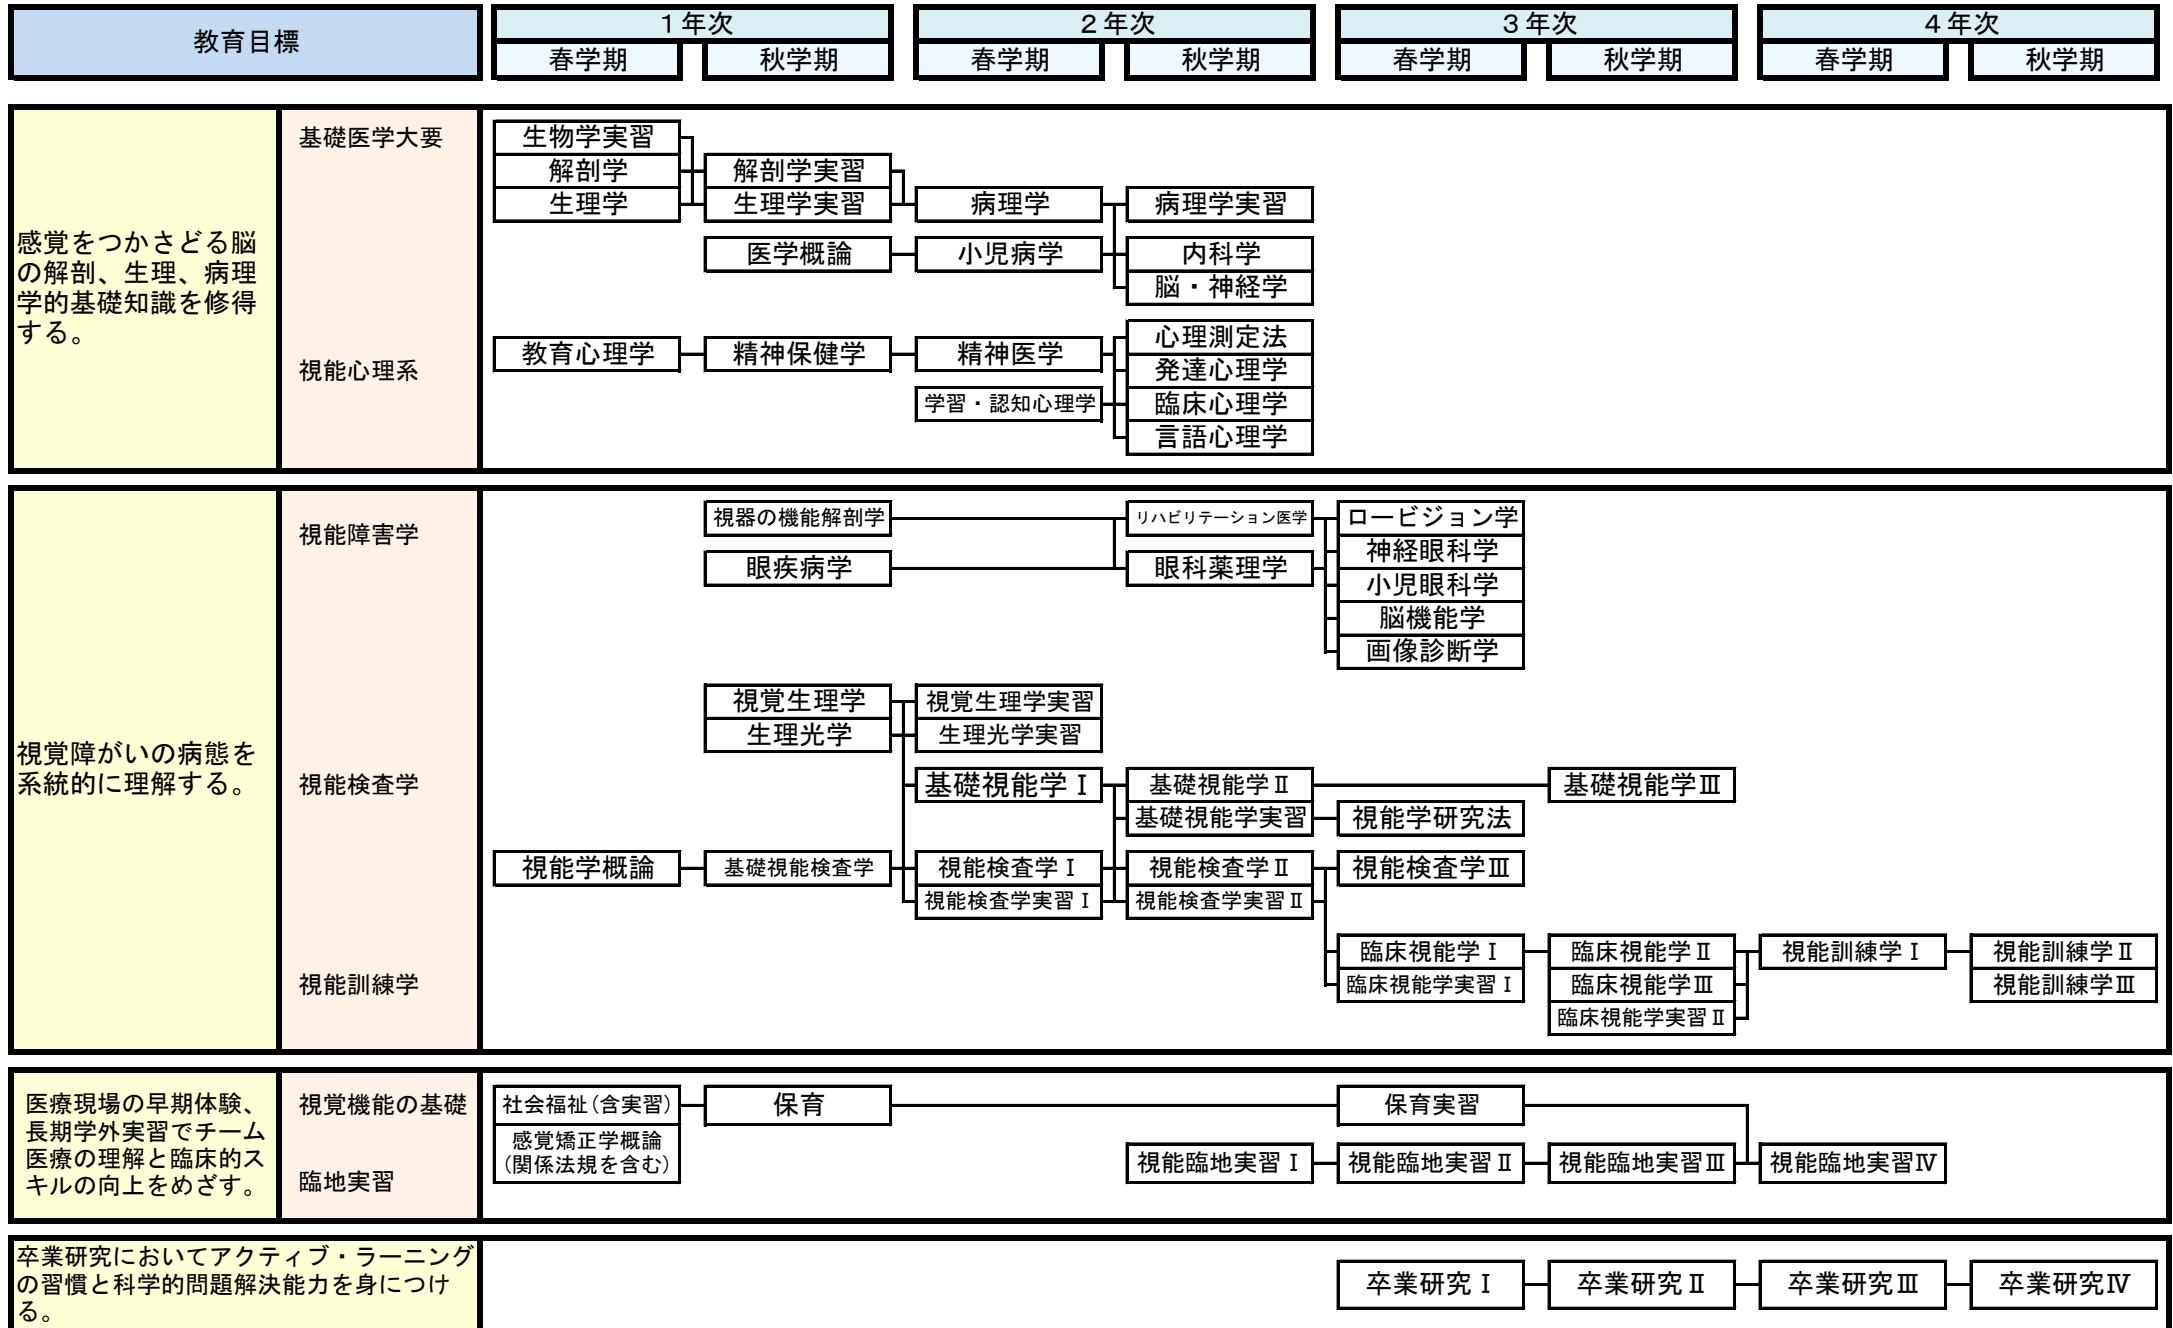 教育目標
１年次
２年次
３年次
４年次
春学期
秋学期
春学期
秋学期
春学期
秋学期
春学期
秋学期
感覚をつかさどる脳
の解剖、生理、病理
学的基礎知識を修得
する。
基礎医学大要
生物学実習
解剖学
解剖学実習
生理学
生理学実習
病理学
病理学実習
医学概論
小児病学
内科学
脳・神経学
視能心理系
教育心理学
精神保健学
精神医学
心理測定法
発達心理学
学習・認知心理学
臨床心理学
言語心理学
視覚障がいの病態を
系統的に理解する。
視能障害学
視器の機能解剖学
リハビリテーション医学
ロービジョン学
神経眼科学
眼疾病学
眼科薬理学
小児眼科学
脳機能学
画像診断学
視能検査学
視覚生理学
視覚生理学実習
生理光学
生理光学実習
基礎視能学Ⅰ
基礎視能学Ⅱ
基礎視能学Ⅲ
基礎視能学実習
視能学研究法
視能学概論
基礎視能検査学
視能検査学Ⅰ
視能検査学Ⅱ
視能検査学Ⅲ
視能検査学実習Ⅰ
視能検査学実習Ⅱ
視能訓練学
臨床視能学Ⅰ
臨床視能学Ⅱ
視能訓練学Ⅰ
視能訓練学Ⅱ
臨床視能学実習Ⅰ
臨床視能学Ⅲ
視能訓練学Ⅲ
臨床視能学実習Ⅱ
医療現場の早期体験、
長期学外実習でチーム
医療の理解と臨床的ス
キルの向上をめざす。
視覚機能の基礎
社会福祉(含実習)
保育
保育実習
感覚矯正学概論
(関係法規を含む)
臨地実習
視能臨地実習Ⅰ
視能臨地実習Ⅱ
視能臨地実習Ⅲ
視能臨地実習Ⅳ
卒業研究においてアクティブ・ラーニング
の習慣と科学的問題解決能力を身につけ
る。
卒業研究Ⅰ
卒業研究Ⅱ
卒業研究Ⅲ
卒業研究Ⅳ